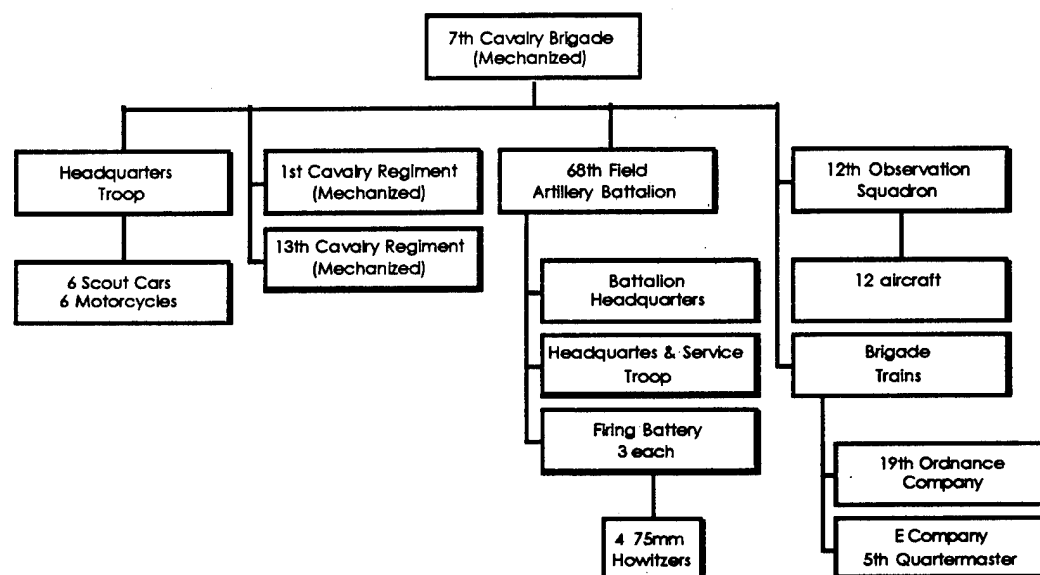 7th Cavalry Brigade
(Mechanized)
Headquarters
Troop
6 Scout Cars
6 Motorcycles
1st Cavalry Regiment
(Mechanized)
13th Cavalry Regiment
(Mechanized)
68th Field
Artillery Battalion
Battalion
Headquarters
Headquartes & Service
Troop
Firing Battery
3 each
4 75mm
Howitzers
12th Observation
Squadron
12 aircraft
Brigade
Trains
19th Ordnance
Company
E Company
5th Quartermaster